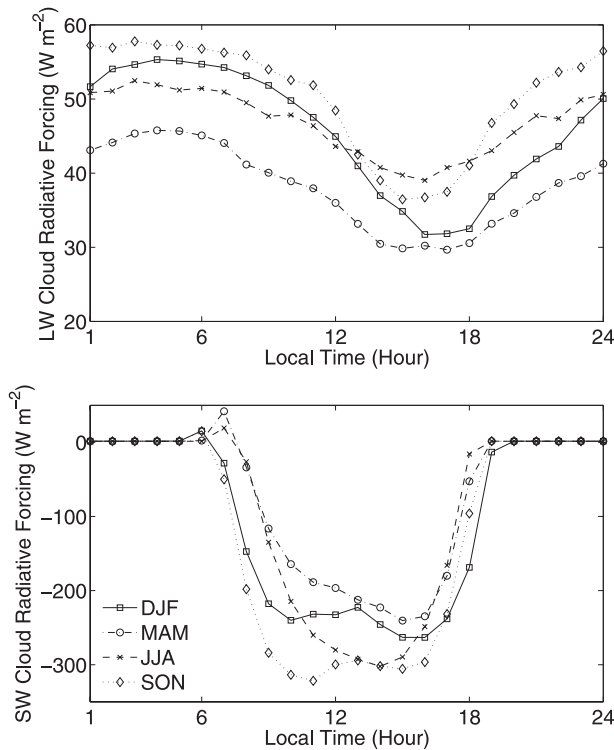 60
50
40
30
20
LW Cloud Radiative Forcing (W m−2)
1 6 12 18 24
Local Time (Hour)
0
−100
−200
−300
SW Cloud Radiative Forcing (W m−2)
DJF
MAM
JJA
SON
1 6 12 18 24
Local Time (Hour)